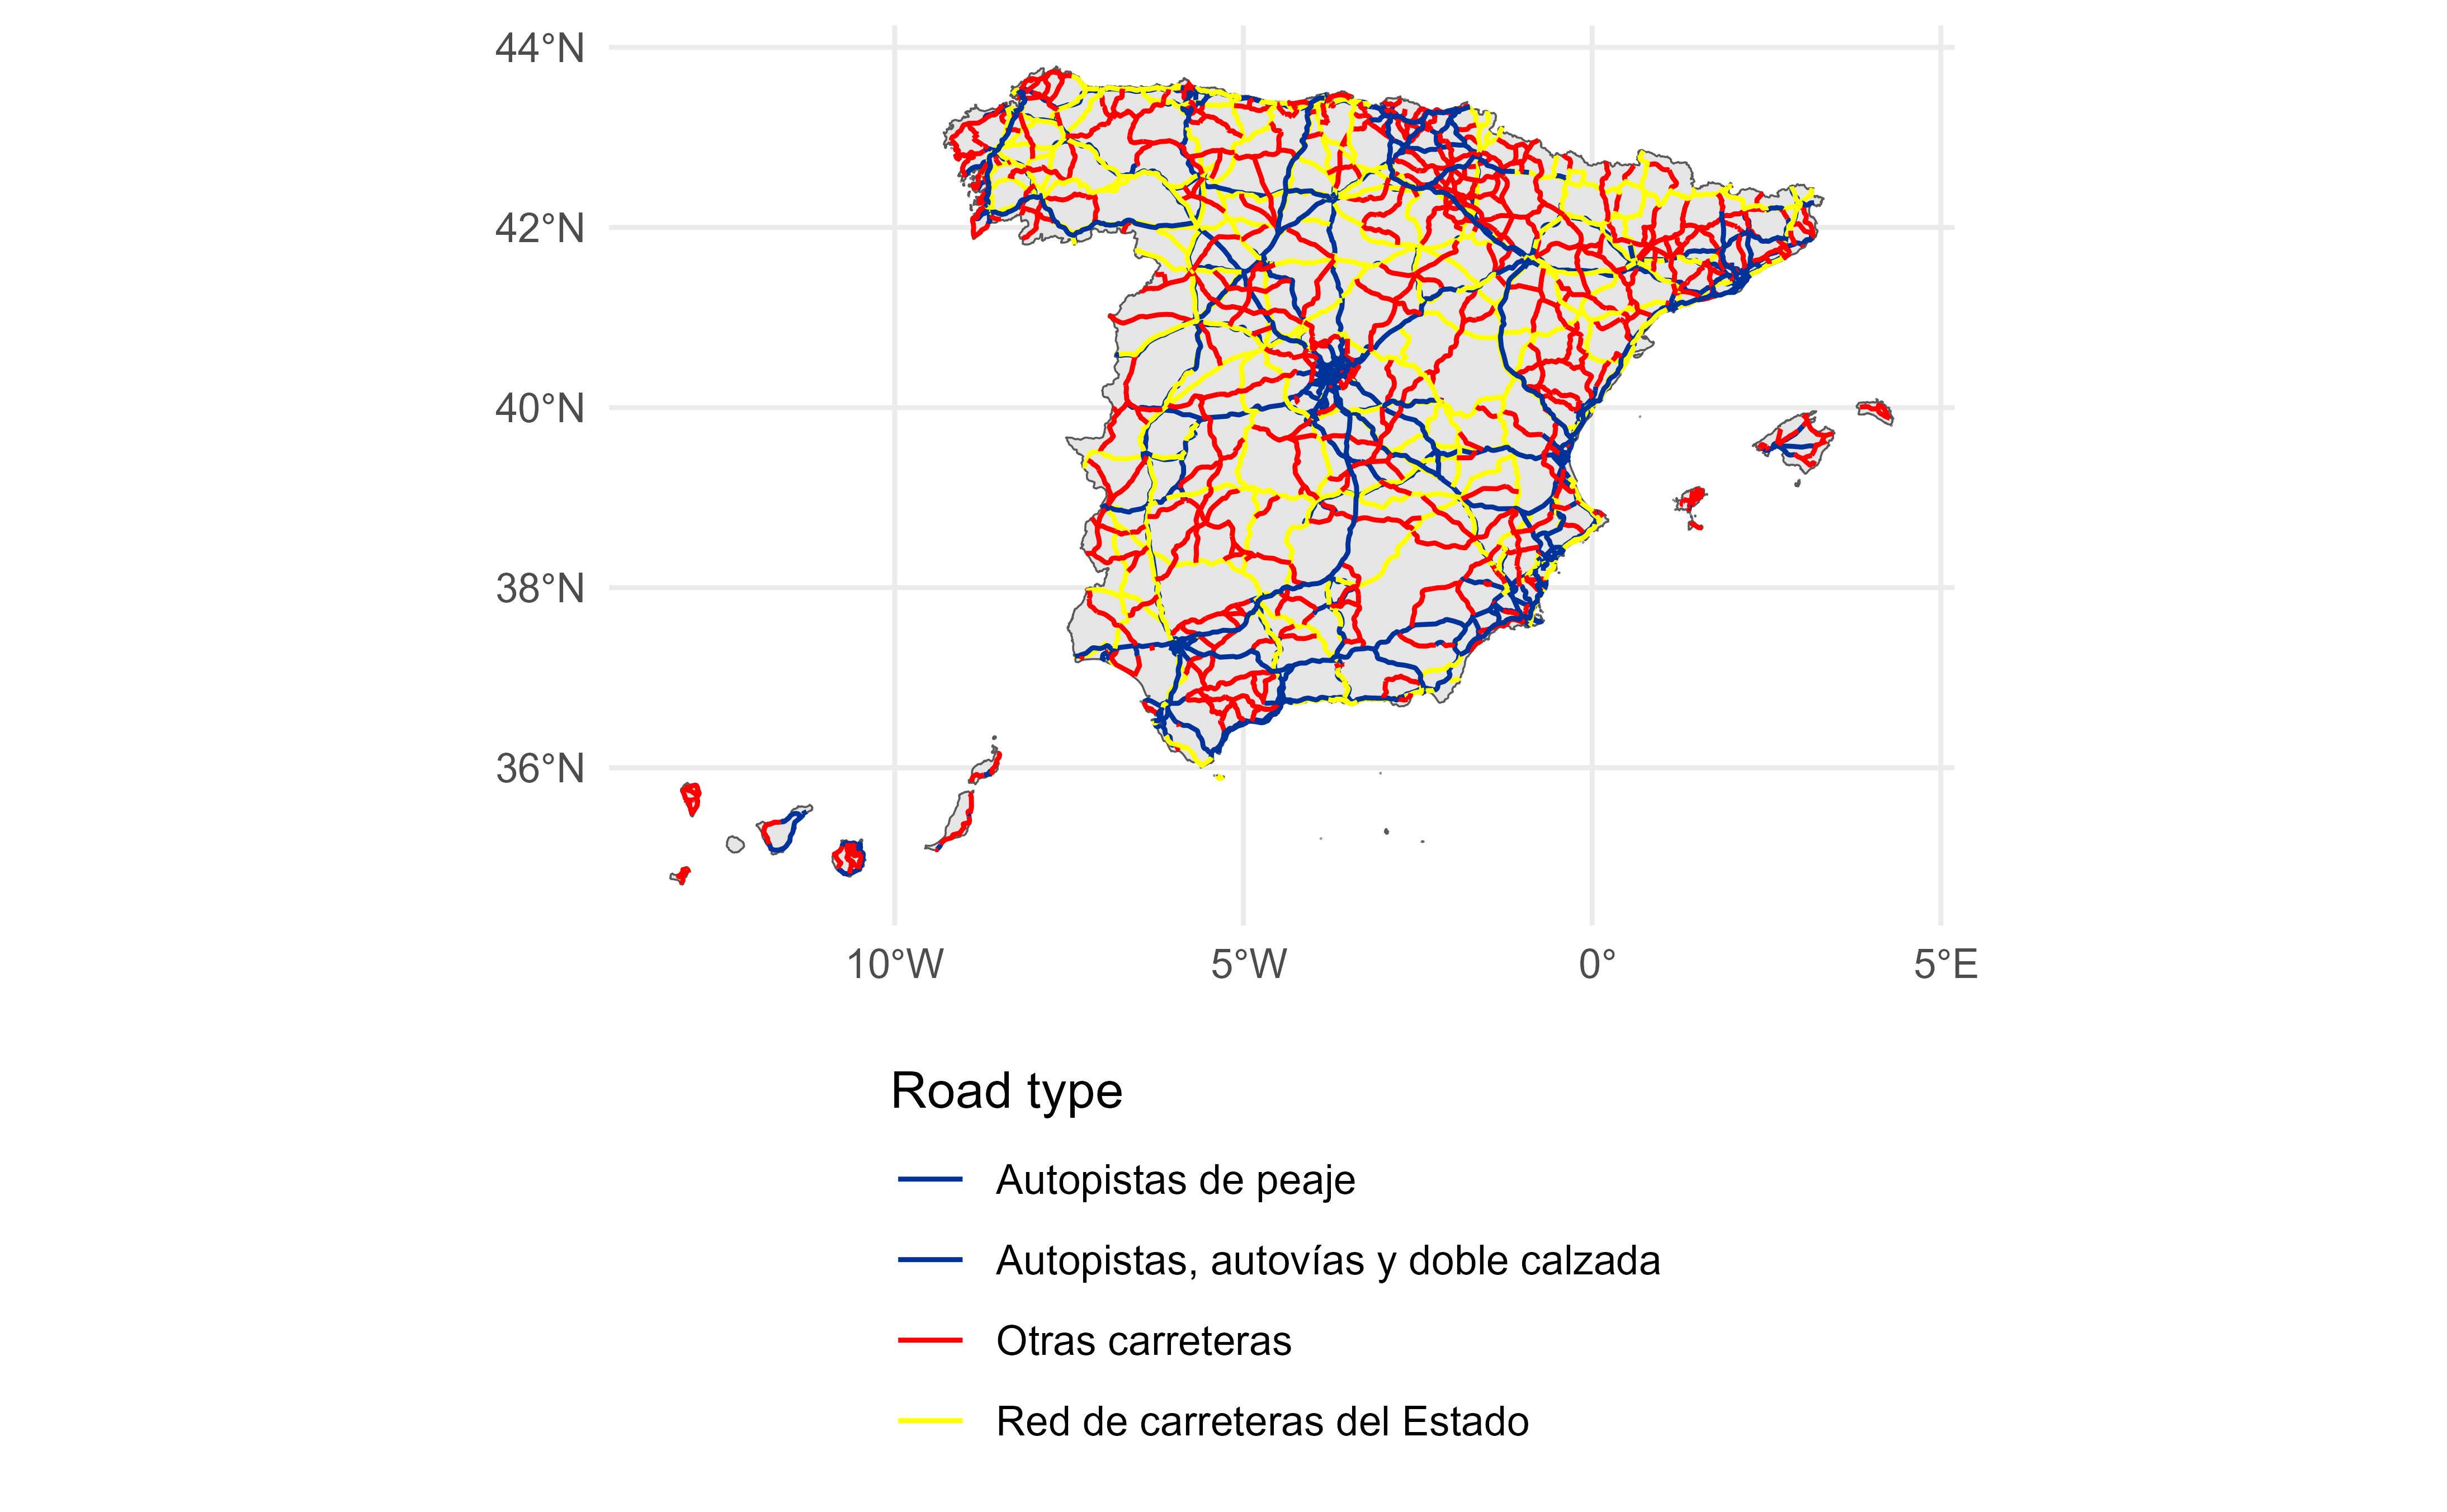 44°N
42°N
40°N
38°N
36°N
10°W
5°W
0°
5°E
Road type
Autopistas de peaje
Autopistas, autovías y doble calzada
Otras carreteras
Red de carreteras del Estado